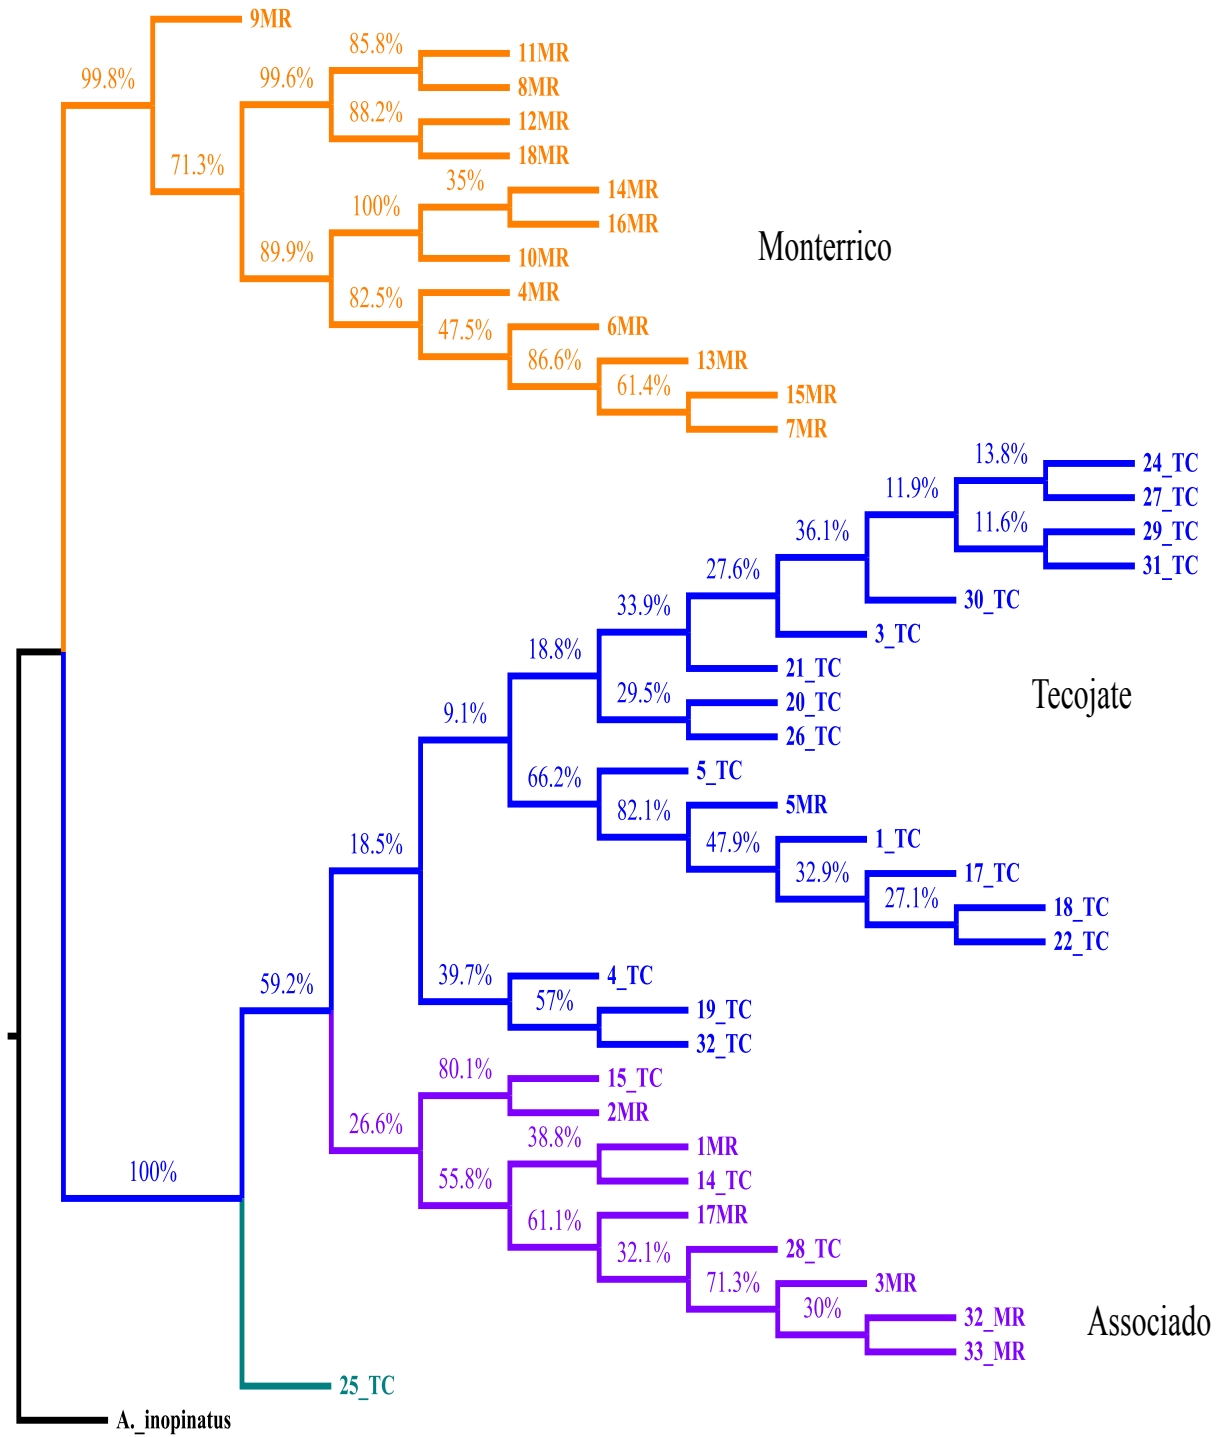 9MR
85.8%
11MR
99.8%
99.6%
8MR
88.2%
12MR
71.3%
18MR
35%
14MR
100%
16MR
Monterrico
89.9%
10MR
82.5%
4MR
47.5%
6MR
86.6%
13MR
61.4%
15MR
7MR
13.8%
24_TC
11.9%
27_TC
11.6%
29_TC
36.1%
31_TC
27.6%
30_TC
33.9%
3_TC
18.8%
21_TC
29.5%
20_TC
Tecojate
9.1%
26_TC
66.2%
5_TC
82.1%
5MR
47.9%
1_TC
18.5%
32.9%
17_TC
27.1%
18_TC
22_TC
59.2%
39.7%
4_TC
57%
19_TC
32_TC
80.1%
15_TC
26.6%
2MR
38.8%
1MR
100%
55.8%
14_TC
61.1%
17MR
32.1%
28_TC
71.3%
3MR
30%
32_MR
Associado
33_MR
25_TC
A._inopinatus